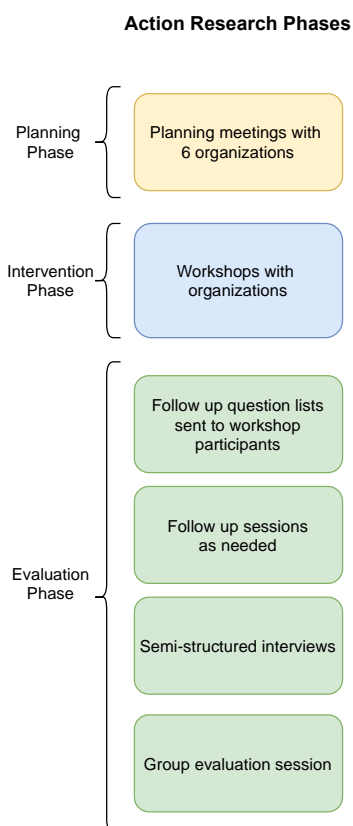 Action Research Phases
Planning
Phase
Planning meetings with
6 organizations
Intervention
Phase
Workshops with
organizations
Evaluation
Phase
Follow up question lists
sent to workshop
participants
Follow up sessions
as needed
Semi-structured interviews
Group evaluation session